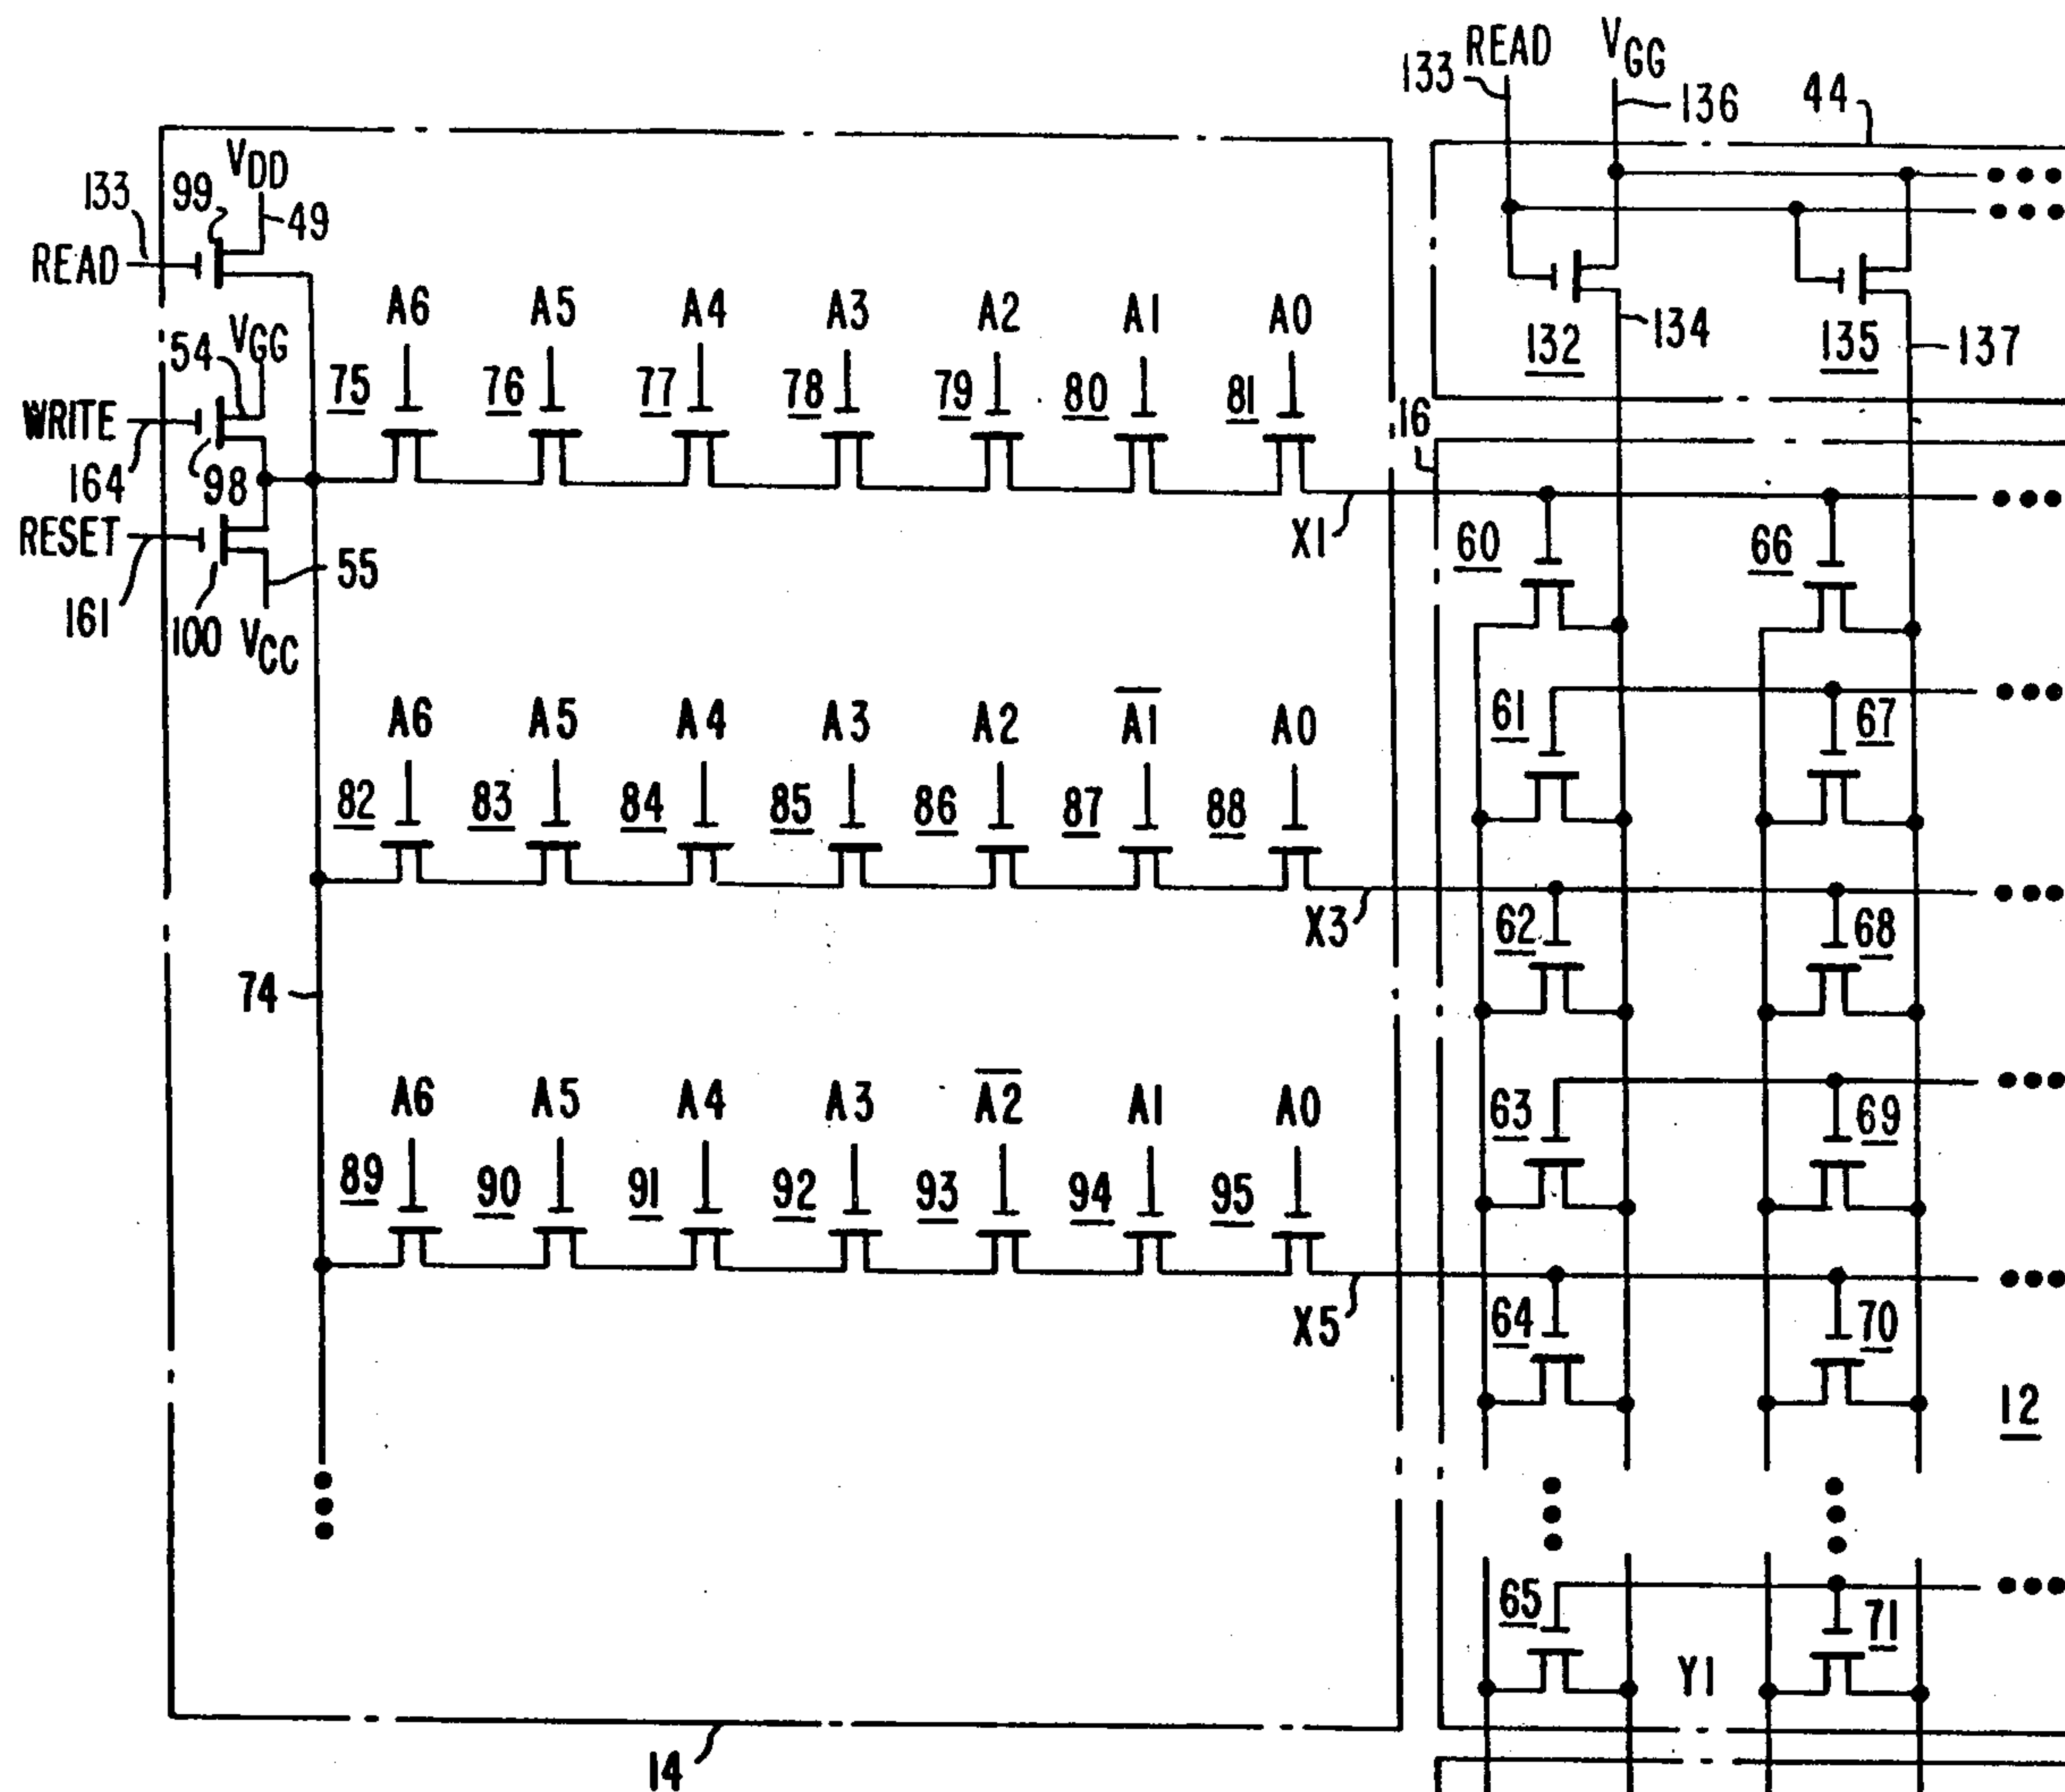 133 READ VGG
136
44
133 99 VDD
49
READ
54 VGG
WRITE
164
98
RESET
161
100 VCC
55
A6 A5 A4 A3 A2 A1 A0
75 76 77 78 79 80 81
X1
132 134 135 137
16
60 66
61 67
A6 A5 A4 A3 A2 A̅1̅ A0
82 83 84 85 86 87 88
X3
62 68
74
63 69
A6 A5 A4 A3 A̅2̅ A1 A0
89 90 91 92 93 94 95
X5
64 70
12
65 71
Y1
14